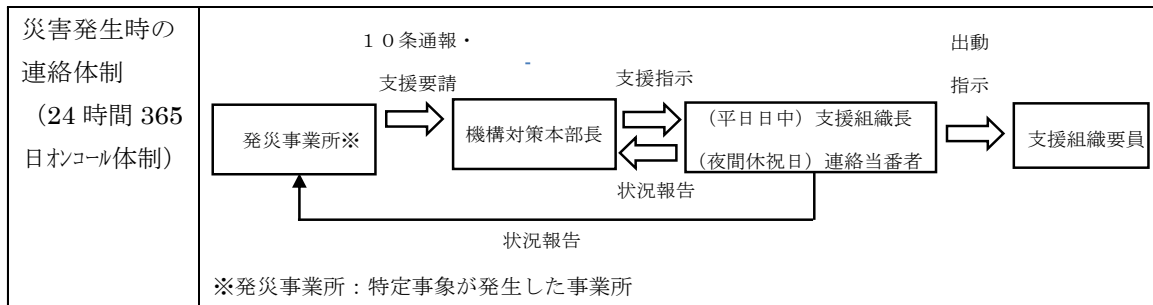 災害発生時の
連絡体制
（24 時間 365
日ｵﾝｺｰﾙ体制）
１０条通報・
支援要請
支援指示
出動
指示
発災事業所※
機構対策本部長
（平日日中）支援組織長
（夜間休祝日）連絡当番者
支援組織要員
状況報告
状況報告
※発災事業所：特定事象が発生した事業所